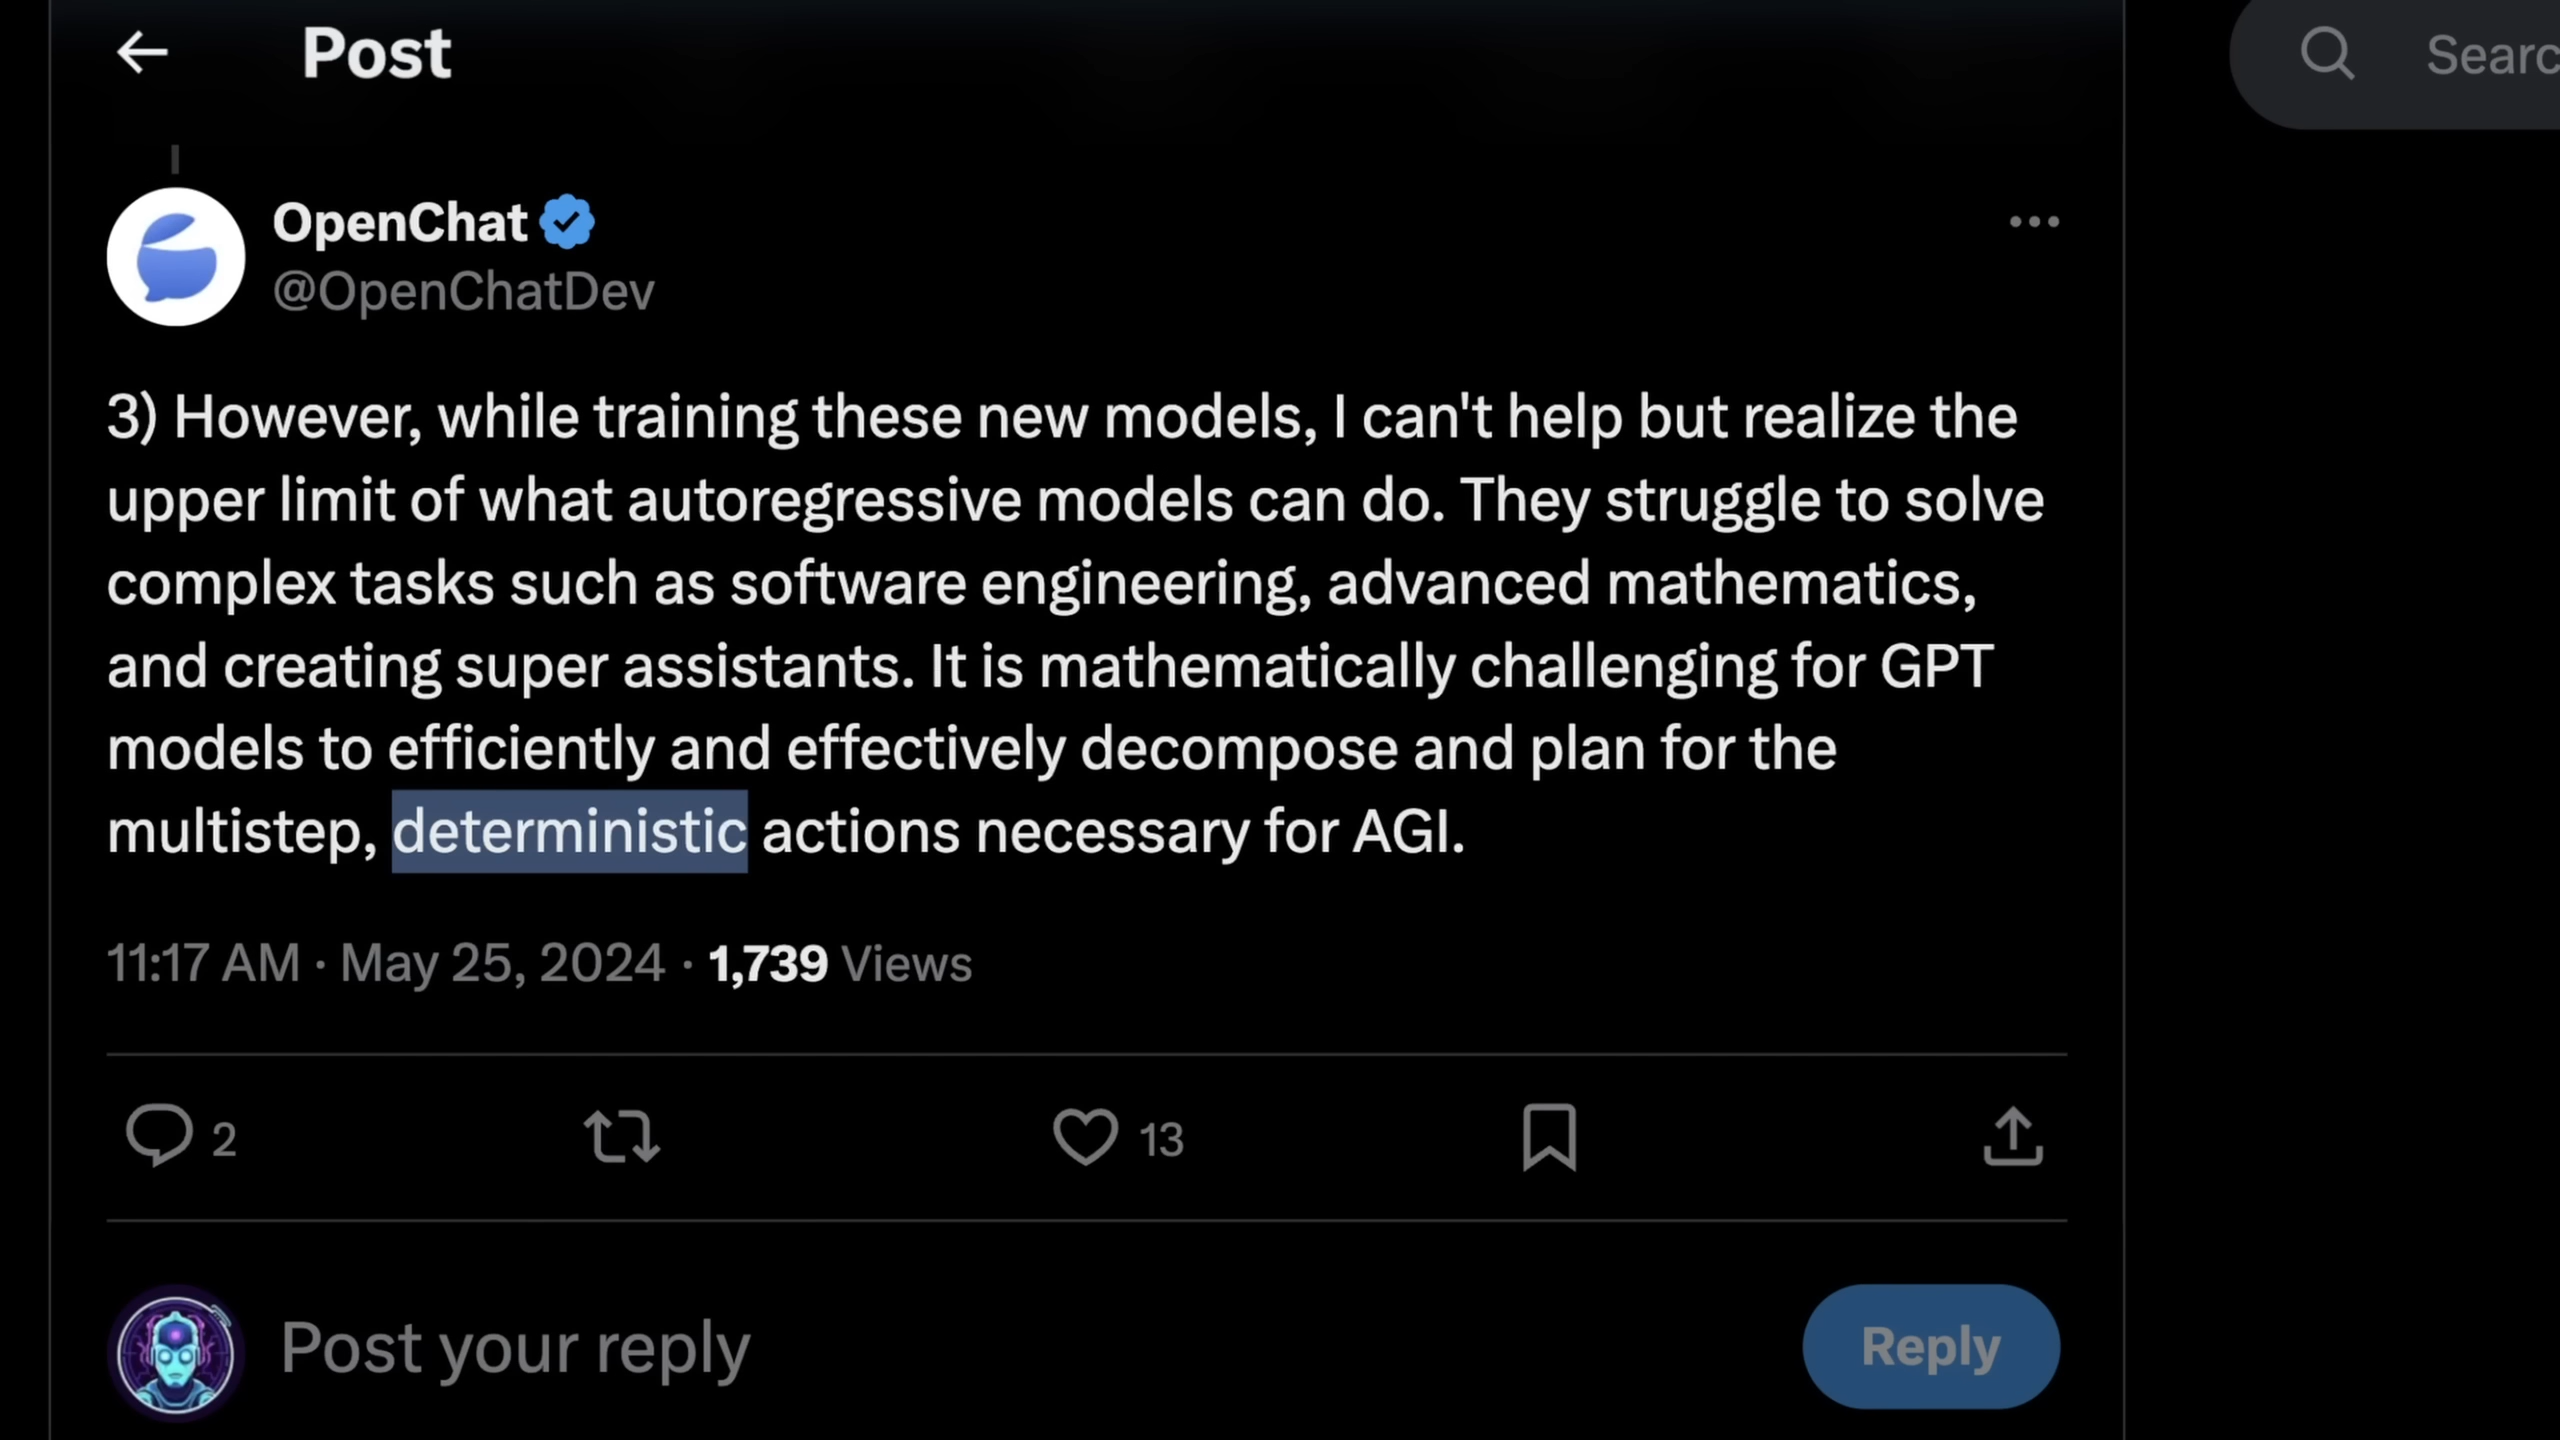 Post
Searc
OpenChat
@OpenChatDev
3) However, while training these new models, I can't help but realize the
upper limit of what autoregressive models can do. They struggle to solve
complex tasks such as software engineering, advanced mathematics,
and creating super assistants. It is mathematically challenging for GPT
models to efficiently and effectively decompose and plan for the
multistep, deterministic actions necessary for AGI.
11:17 AM · May 25, 2024 · 1,739 Views
2
13
Post your reply
Reply